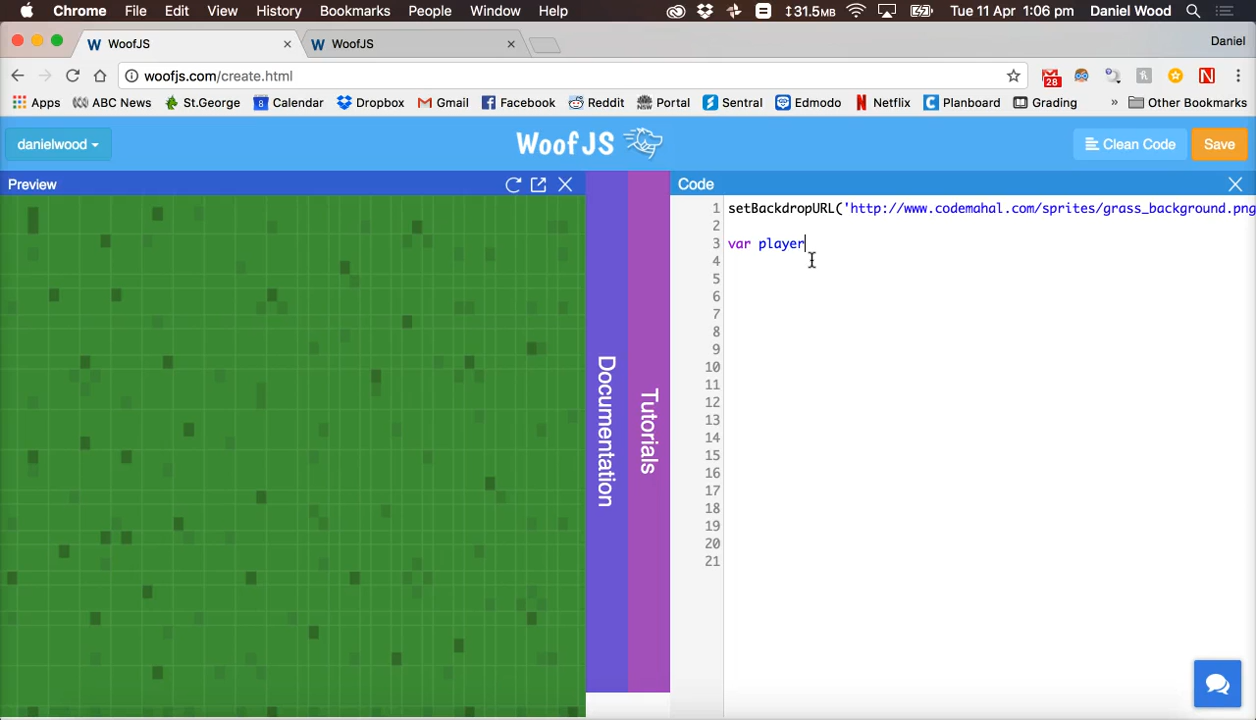 Chrome File Edit View History Bookmarks People Window Help 31.5MB Tue 11 Apr 1:06 pm Daniel Wood
W WoofJS × W WoofJS × Daniel
woofjs.com/create.html 28 N
Apps ABC News St.George 8 Calendar Dropbox Gmail Facebook Reddit Portal Sentral Edmodo Netflix Planboard Grading » Other Bookmarks
danielwood WoofJS Clean Code Save
Preview
Code
Documentation
Tutorials
1 setBackdropURL('http://www.codemahal.com/sprites/grass_background.png
2
3 var player
4
5
6
7
8
9
10
11
12
13
14
15
16
17
18
19
20
21